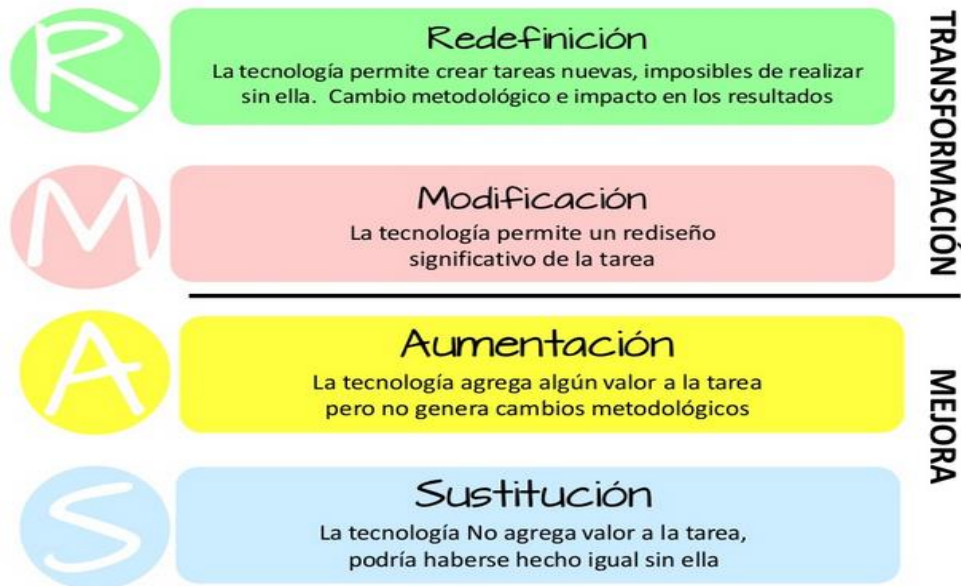 R
Redefinición
La tecnología permite crear tareas nuevas, imposibles de realizar
sin ella. Cambio metodológico e impacto en los resultados
M
Modificación
La tecnología permite un rediseño
significativo de la tarea
TRANSFORMACIÓN
A
Aumentación
La tecnología agrega algún valor a la tarea
pero no genera cambios metodológicos
S
Sustitución
La tecnología No agrega valor a la tarea,
podría haberse hecho igual sin ella
MEJORA